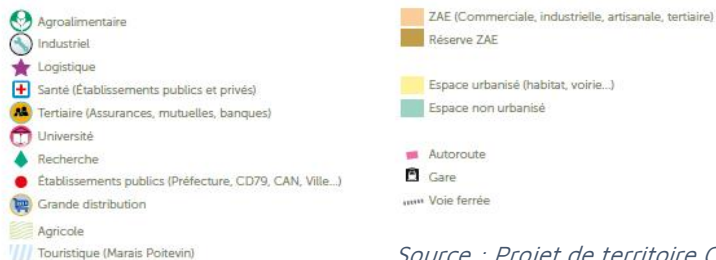 Agroalimentaire
Industriel
Logistique
Santé (Établissements publics et privés)
Tertiaire (Assurances, mutuelles, banques)
Université
Recherche
Établissements publics (Préfecture, CD79, CAN, Ville...)
Grande distribution
Agricole
Touristique (Marais Poitevin)
ZAE (Commerciale, industrielle, artisanale, tertiaire)
Réserve ZAE
Espace urbanisé (habitat, voirie...)
Espace non urbanisé
Autoroute
Gare
Voie ferrée
Source : Projet de territoire